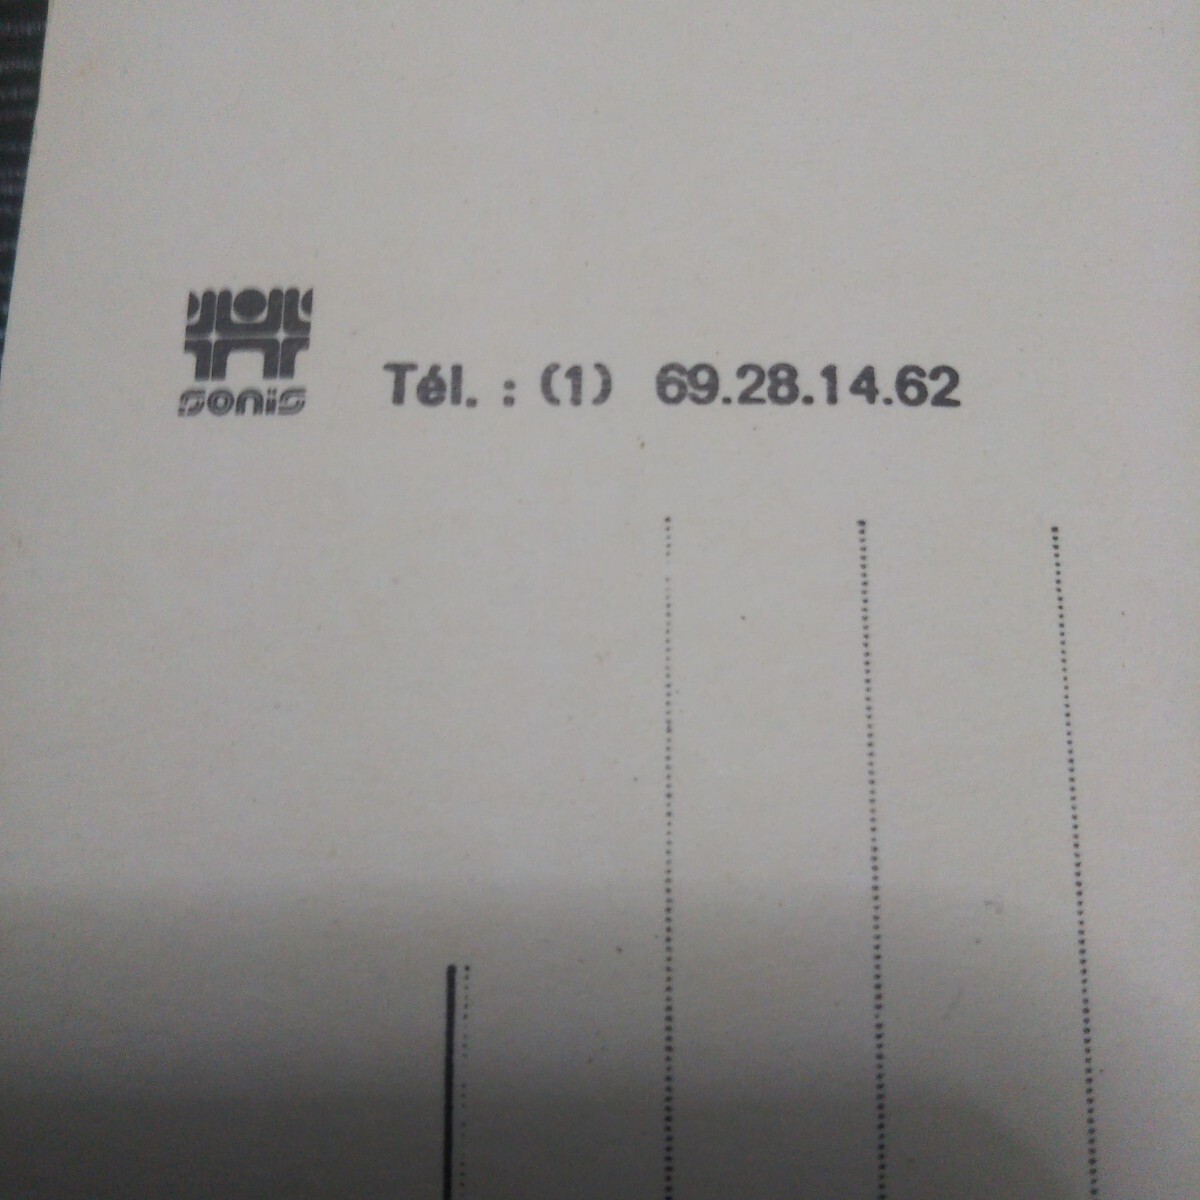 sonis
Tél. : (1) 69.28.14.62